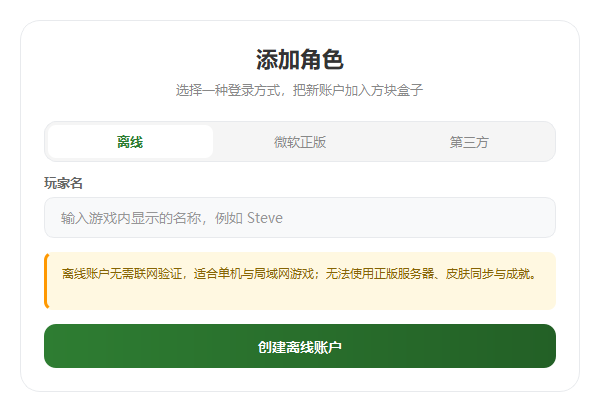 添加角色
选择一种登录方式，把新账户加入方块盒子
离线
微软正版
第三方
玩家名
输入游戏内显示的名称，例如 Steve
离线账户无需联网验证，适合单机与局域网游戏；无法使用正版服务器、皮肤同步与成就。
创建离线账户